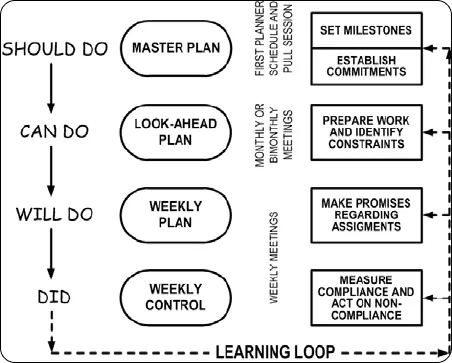 SHOULD DO
MASTER PLAN
FIRST PLANNER
SCHEDULE AND
PULL SESSION
SET MILESTONES
ESTABLISH
COMMITMENTS
CAN DO
LOOK-AHEAD
PLAN
MONTHLY OR
BIMONTHLY
MEETINGS
PREPARE WORK
AND IDENTIFY
CONSTRAINTS
WILL DO
WEEKLY
PLAN
WEEKLY MEETINGS
MAKE PROMISES
REGARDING
ASSIGMENTS
DID
WEEKLY
CONTROL
MEASURE
COMPLIANCE AND
ACT ON NON-
COMPLIANCE
LEARNING LOOP